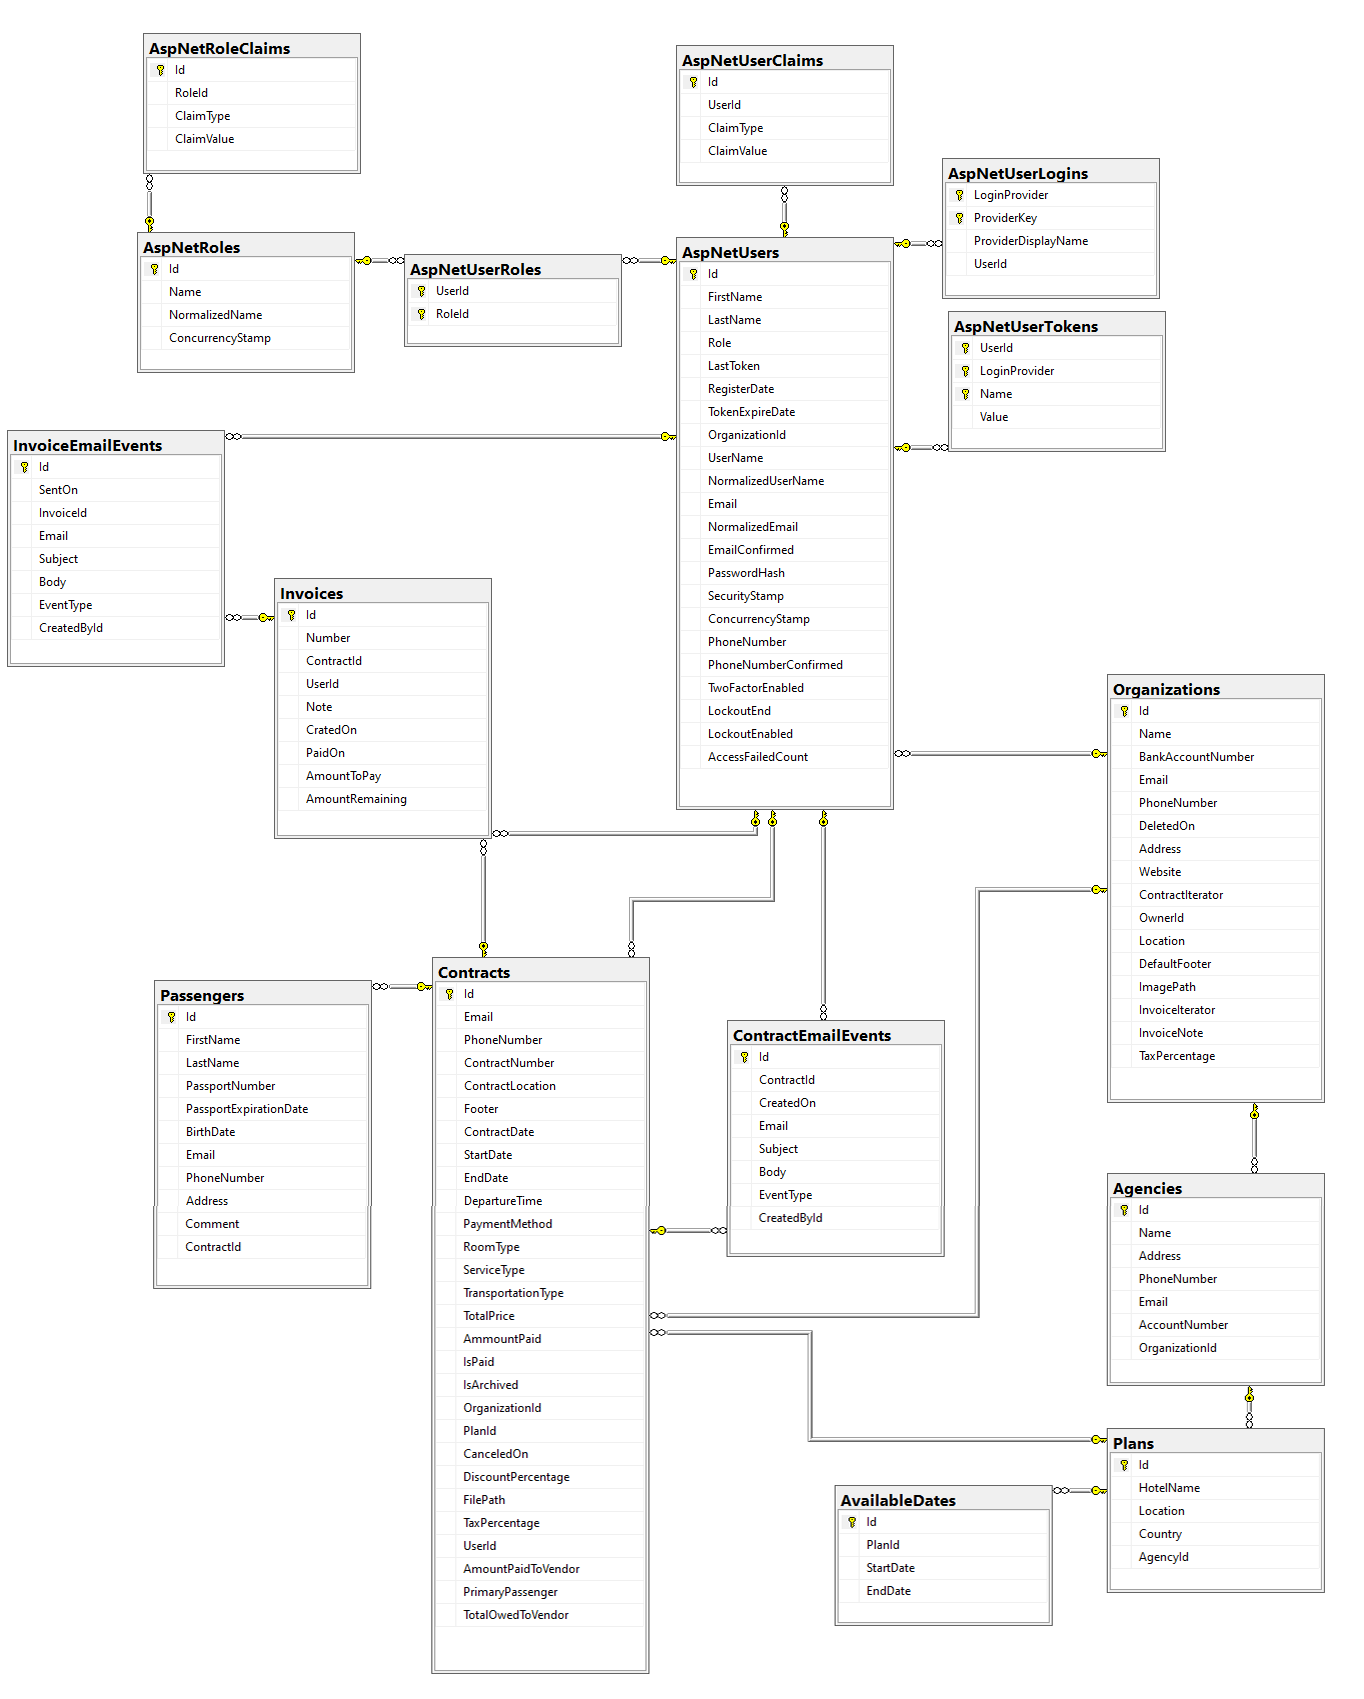 AspNetRoleClaims
Id
RoleId
ClaimType
ClaimValue
AspNetUserClaims
Id
UserId
ClaimType
ClaimValue
AspNetUserLogins
LoginProvider
ProviderKey
ProviderDisplayName
UserId
AspNetRoles
Id
Name
NormalizedName
ConcurrencyStamp
AspNetUserRoles
UserId
RoleId
AspNetUsers
Id
FirstName
LastName
Role
LastToken
RegisterDate
TokenExpireDate
OrganizationId
UserName
NormalizedUserName
Email
NormalizedEmail
EmailConfirmed
PasswordHash
SecurityStamp
ConcurrencyStamp
PhoneNumber
PhoneNumberConfirmed
TwoFactorEnabled
LockoutEnd
LockoutEnabled
AccessFailedCount
AspNetUserTokens
UserId
LoginProvider
Name
Value
InvoiceEmailEvents
Id
SentOn
InvoiceId
Email
Subject
Body
EventType
CreatedById
Invoices
Id
Number
ContractId
UserId
Note
CratedOn
PaidOn
AmountToPay
AmountRemaining
Organizations
Id
Name
BankAccountNumber
Email
PhoneNumber
DeletedOn
Address
Website
ContractIterator
OwnerId
Location
DefaultFooter
ImagePath
InvoiceIterator
InvoiceNote
TaxPercentage
Passengers
Id
FirstName
LastName
PassportNumber
PassportExpirationDate
BirthDate
Email
PhoneNumber
Address
Comment
ContractId
Contracts
Id
Email
PhoneNumber
ContractNumber
ContractLocation
Footer
ContractDate
StartDate
EndDate
DepartureTime
PaymentMethod
RoomType
ServiceType
TransportationType
TotalPrice
AmmountPaid
IsPaid
IsArchived
OrganizationId
PlanId
CanceledOn
DiscountPercentage
FilePath
TaxPercentage
UserId
AmountPaidToVendor
PrimaryPassenger
TotalOwedToVendor
ContractEmailEvents
Id
ContractId
CreatedOn
Email
Subject
Body
EventType
CreatedById
Agencies
Id
Name
Address
PhoneNumber
Email
AccountNumber
OrganizationId
Plans
Id
HotelName
Location
Country
AgencyId
AvailableDates
Id
PlanId
StartDate
EndDate